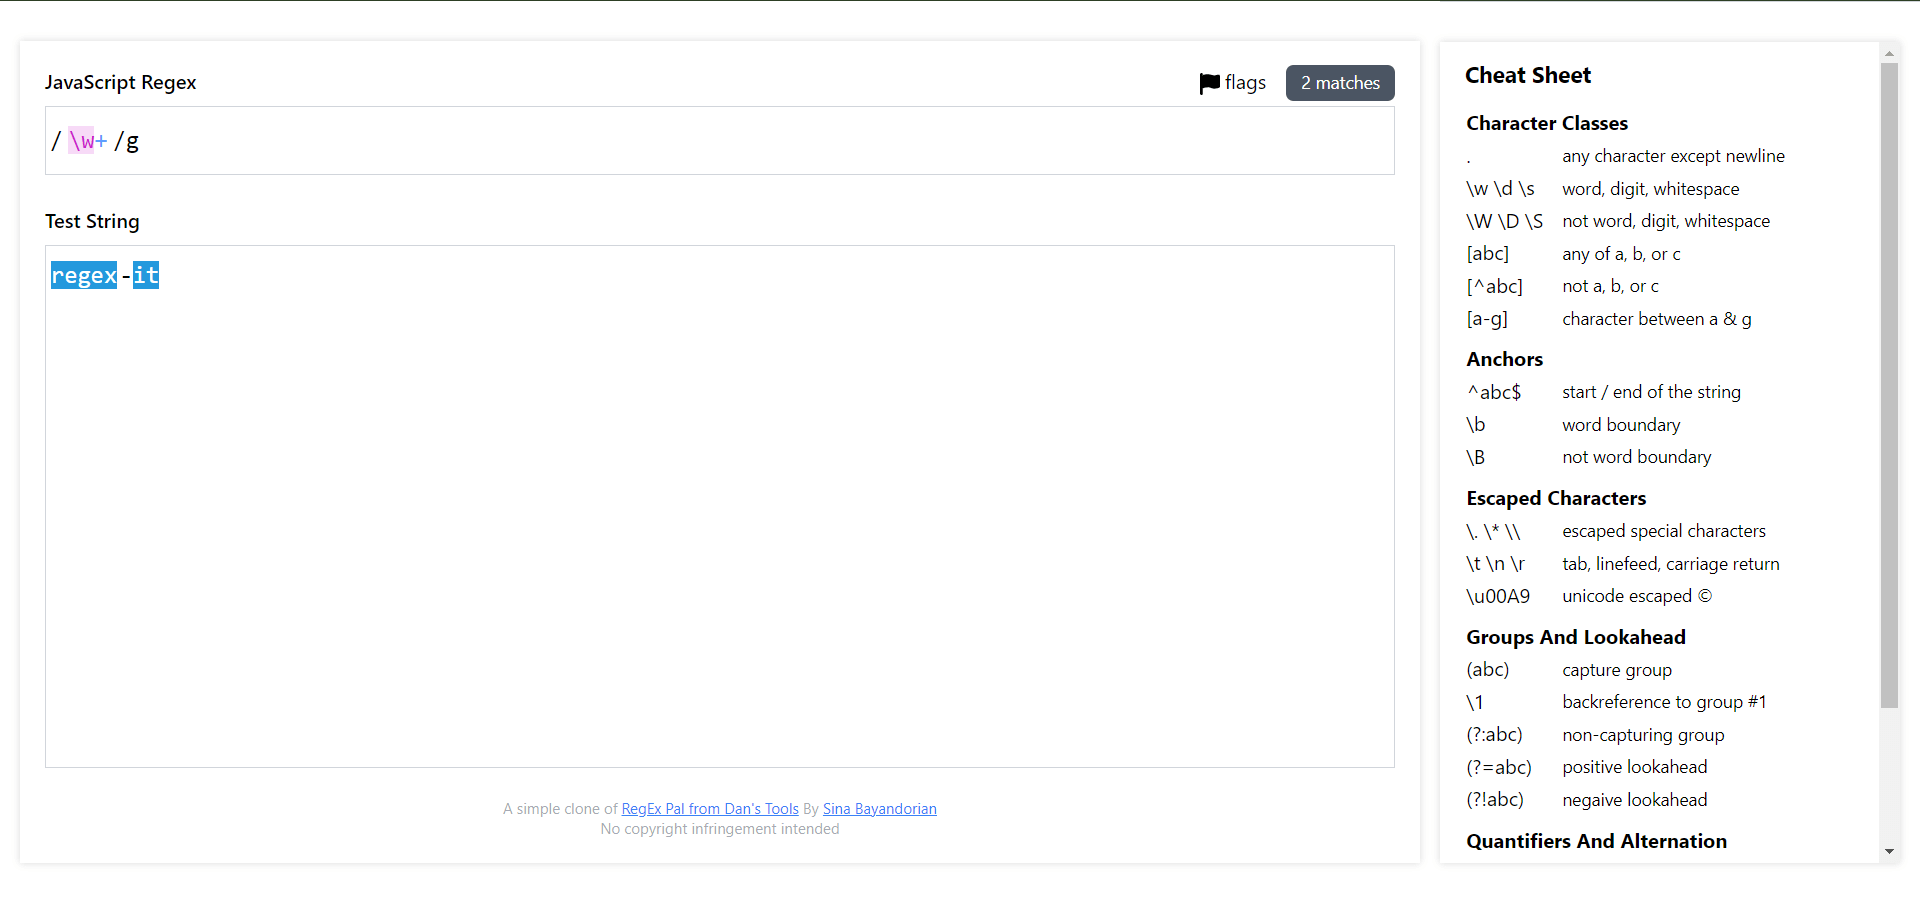 JavaScript Regex
flags
2 matches
/ \w+ /g
Test String
regex-it
A simple clone of RegEx Pal from Dan's Tools By Sina Bayandorian
No copyright infringement intended
Cheat Sheet
Character Classes
. any character except newline
\w \d \s word, digit, whitespace
\W \D \S not word, digit, whitespace
[abc] any of a, b, or c
[^abc] not a, b, or c
[a-g] character between a & g
Anchors
^abc$ start / end of the string
\b word boundary
\B not word boundary
Escaped Characters
\. \* \\ escaped special characters
\t \n \r tab, linefeed, carriage return
\u00A9 unicode escaped ©
Groups And Lookahead
(abc) capture group
\1 backreference to group #1
(?:abc) non-capturing group
(?=abc) positive lookahead
(?!abc) negaive lookahead
Quantifiers And Alternation